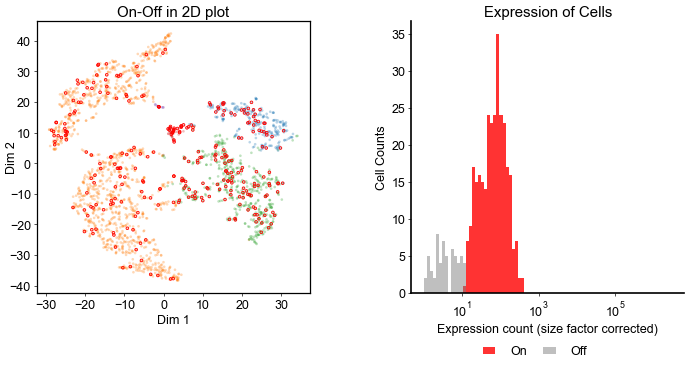 On-Off in 2D plot
40
30
20
10
0
−10
−20
−30
−40
Dim 2
−30 −20 −10 0 10 20 30
Dim 1
Expression of Cells
35
30
25
20
15
10
5
0
Cell Counts
10^1 10^3 10^5
Expression count (size factor corrected)
On Off